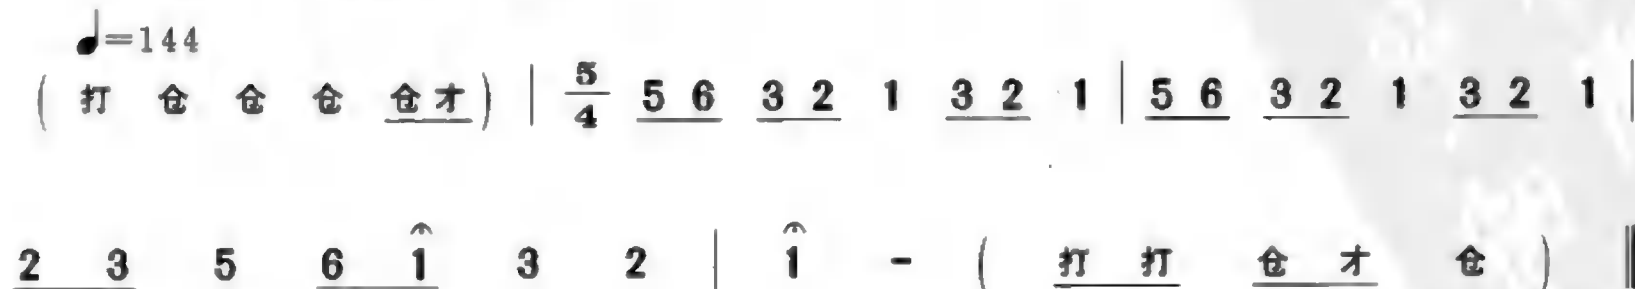 ♩=144
( 打 仓 仓 仓 仓 才 ) | 5/4 5 6 3 2 1 3 2 1 | 5 6 3 2 1 3 2 1 |
2 3 5 6 1 3 2 | 1 - ( 打 打 仓 才 仓 ) ‖